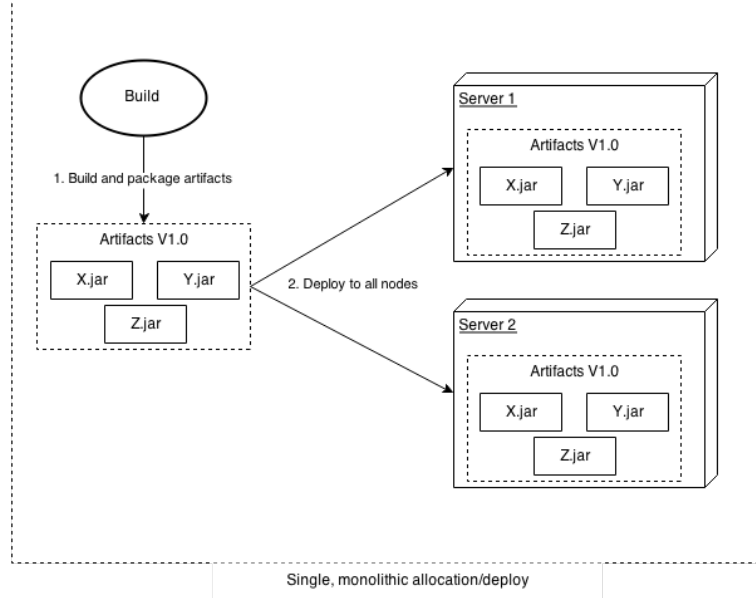 Build
1. Build and package artifacts
Artifacts V1.0
X.jar
Y.jar
Z.jar
2. Deploy to all nodes
Server 1
Artifacts V1.0
X.jar
Y.jar
Z.jar
Server 2
Artifacts V1.0
X.jar
Y.jar
Z.jar
Single, monolithic allocation/deploy